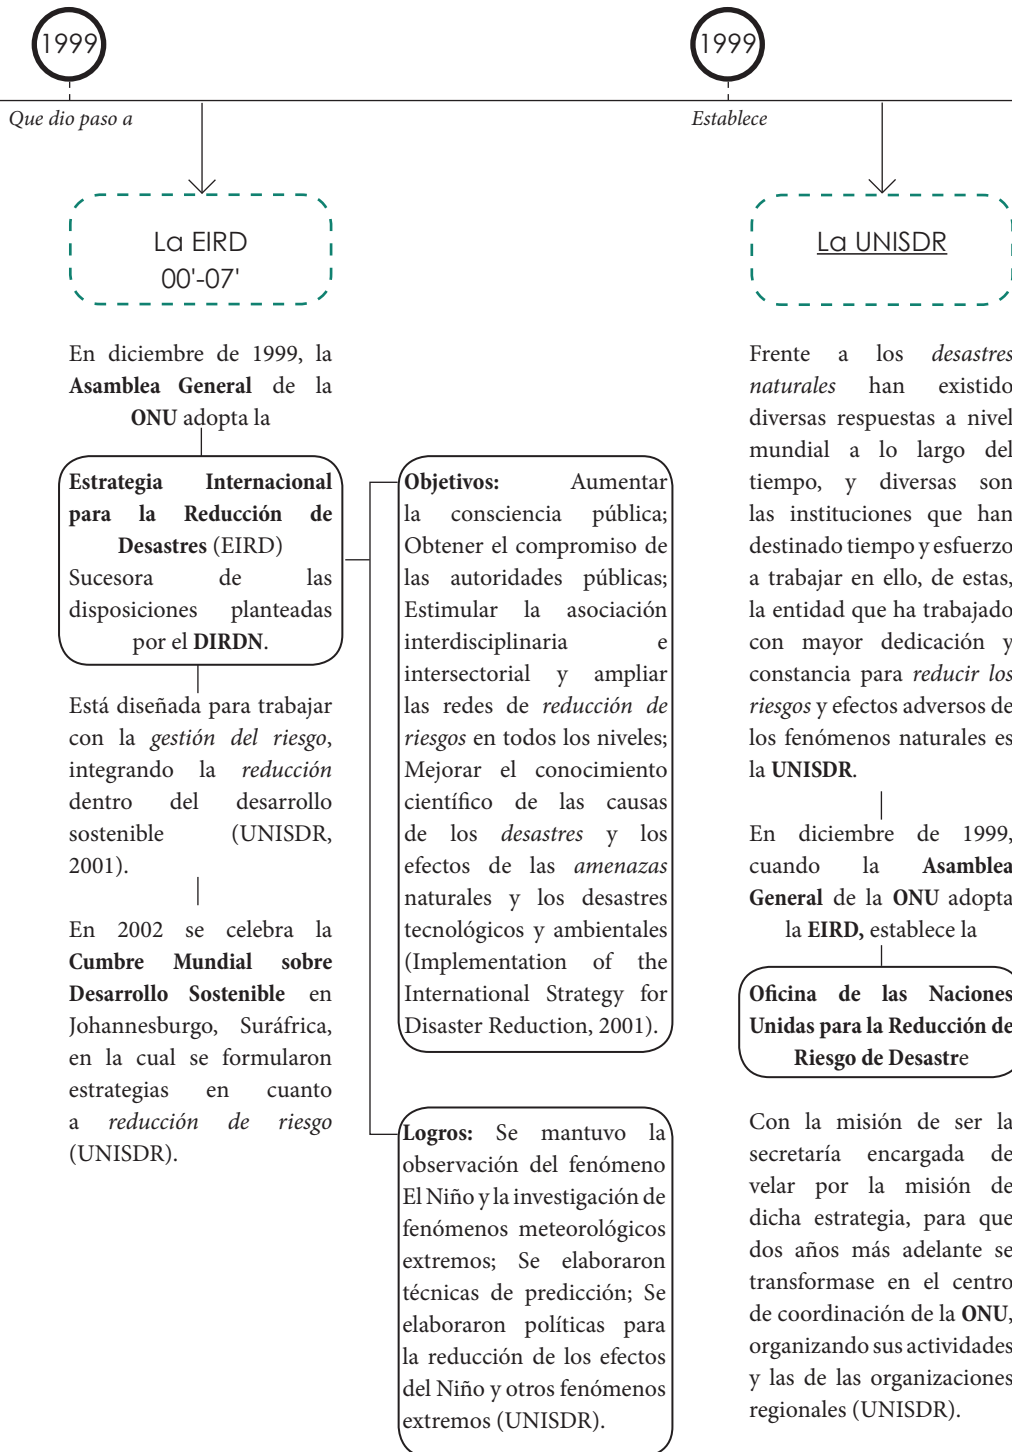 1999
Que dio paso a
La EIRD
00'-07'
En diciembre de 1999, la
Asamblea General de la
ONU adopta la
Estrategia Internacional
para la Reducción de
Desastres (EIRD)
Sucesora de las
disposiciones planteadas
por el DIRDN.
Está diseñada para trabajar
con la gestión del riesgo,
integrando la reducción
dentro del desarrollo
sostenible (UNISDR,
2001).
En 2002 se celebra la
Cumbre Mundial sobre
Desarrollo Sostenible en
Johannesburgo, Suráfrica,
en la cual se formularon
estrategias en cuanto
a reducción de riesgo
(UNISDR).
Objetivos: Aumentar
la consciencia pública;
Obtener el compromiso de
las autoridades públicas;
Estimular la asociación
interdisciplinaria e
intersectorial y ampliar
las redes de reducción de
riesgos en todos los niveles;
Mejorar el conocimiento
científico de las causas
de los desastres y los
efectos de las amenazas
naturales y los desastres
tecnológicos y ambientales
(Implementation of the
International Strategy for
Disaster Reduction, 2001).
Logros: Se mantuvo la
observación del fenómeno
El Niño y la investigación de
fenómenos meteorológicos
extremos; Se elaboraron
técnicas de predicción; Se
elaboraron políticas para
la reducción de los efectos
del Niño y otros fenómenos
extremos (UNISDR).
1999
Establece
La UNISDR
Frente a los desastres
naturales han existido
diversas respuestas a nivel
mundial a lo largo del
tiempo, y diversas son
las instituciones que han
destinado tiempo y esfuerzo
a trabajar en ello, de estas,
la entidad que ha trabajado
con mayor dedicación y
constancia para reducir los
riesgos y efectos adversos de
los fenómenos naturales es
la UNISDR.
En diciembre de 1999,
cuando la Asamblea
General de la ONU adopta
la EIRD, establece la
Oficina de las Naciones
Unidas para la Reducción de
Riesgo de Desastre
Con la misión de ser la
secretaría encargada de
velar por la misión de
dicha estrategia, para que
dos años más adelante se
transformase en el centro
de coordinación de la ONU,
organizando sus actividades
y las de las organizaciones
regionales (UNISDR).